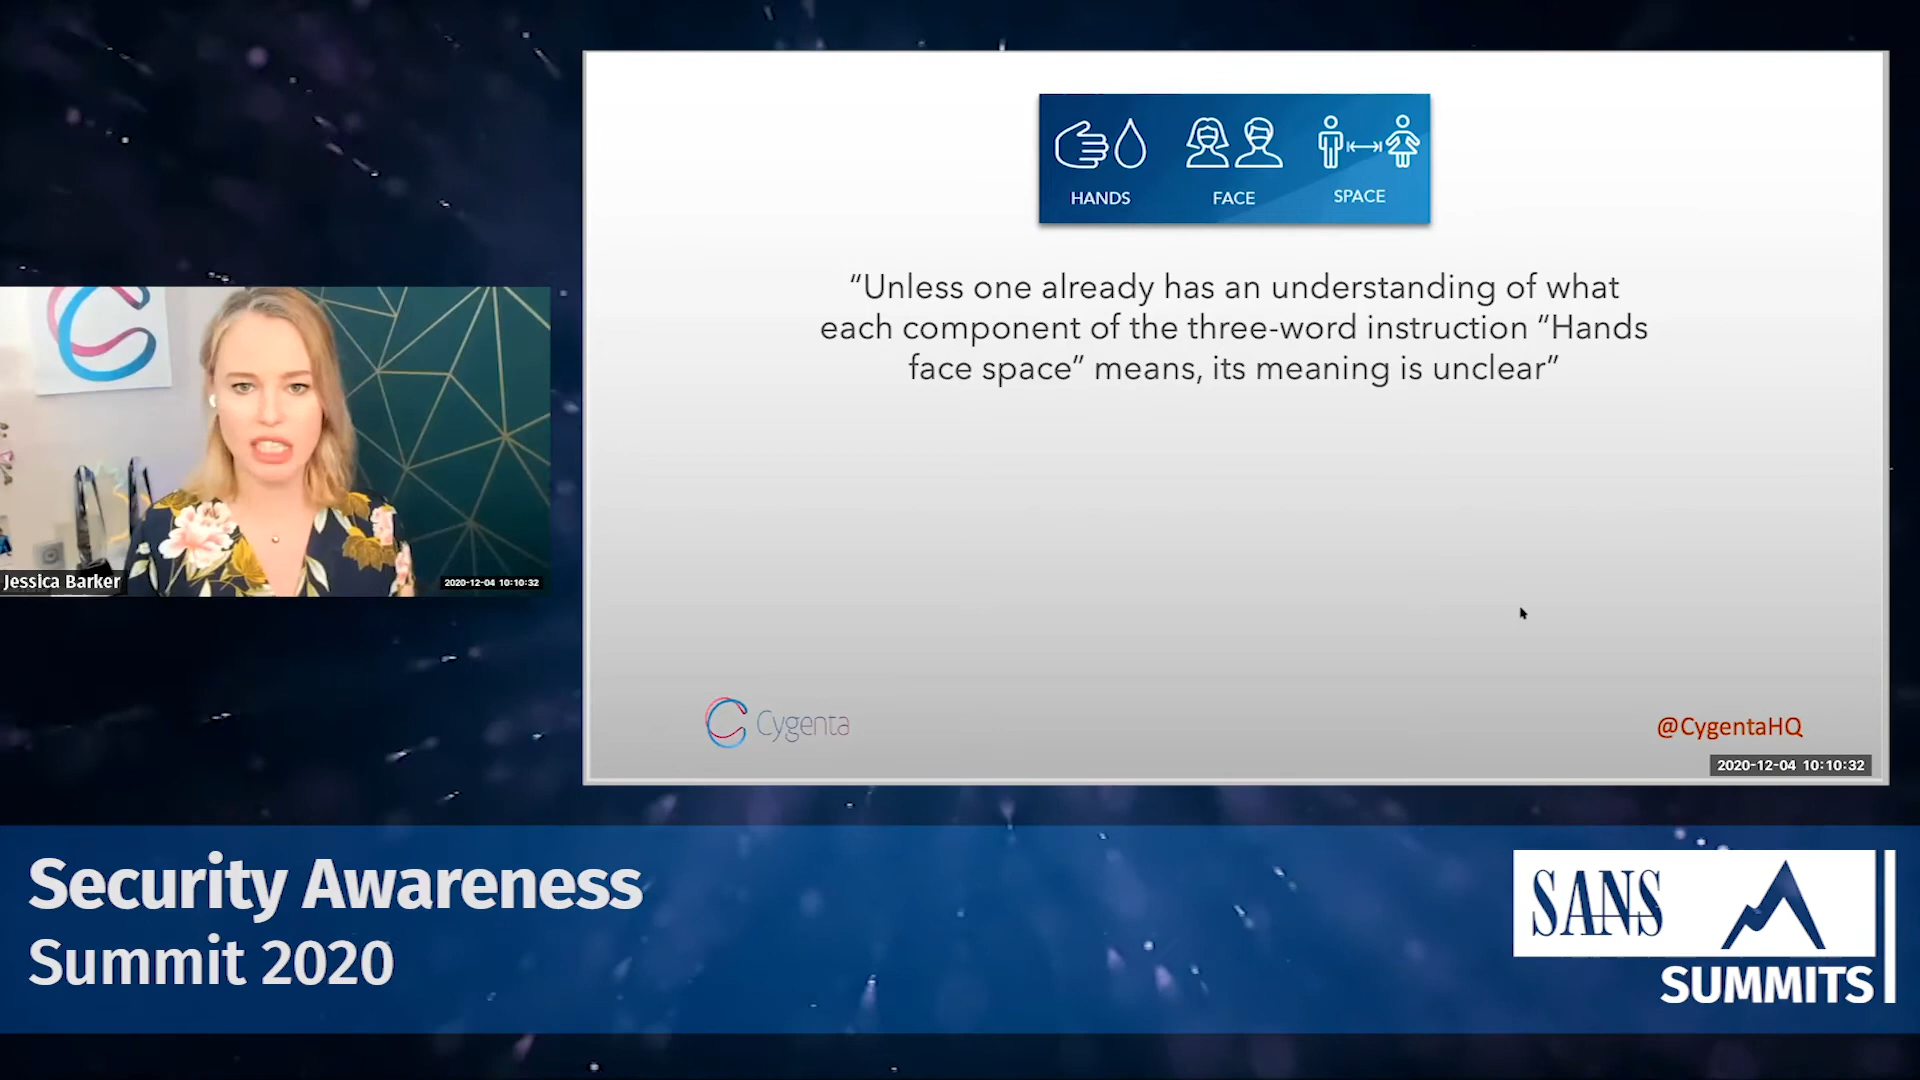 HANDS FACE SPACE
“Unless one already has an understanding of what
each component of the three-word instruction “Hands
face space” means, its meaning is unclear”
Jessica Barker
2020-12-04 10:10:32
Cygenta
@CygentaHQ
2020-12-04 10:10:32
Security Awareness
Summit 2020
SANS
SUMMITS